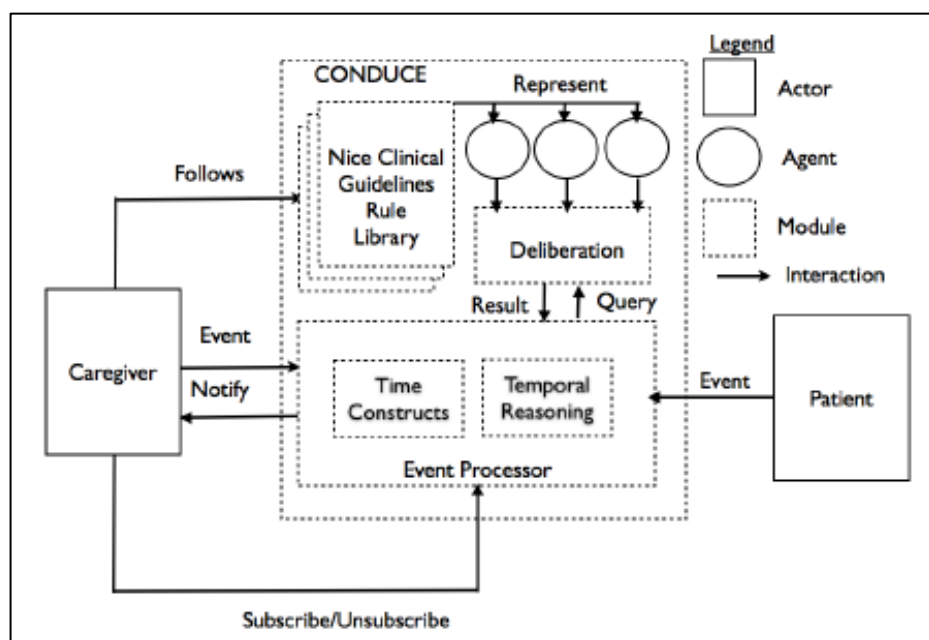 CONDUCE
Represent
Nice Clinical
Guidelines
Rule
Library
Follows
Deliberation
Result
Query
Caregiver
Event
Notify
Time
Constructs
Temporal
Reasoning
Event Processor
Event
Patient
Subscribe/Unsubscribe
Legend
Actor
Agent
Module
Interaction